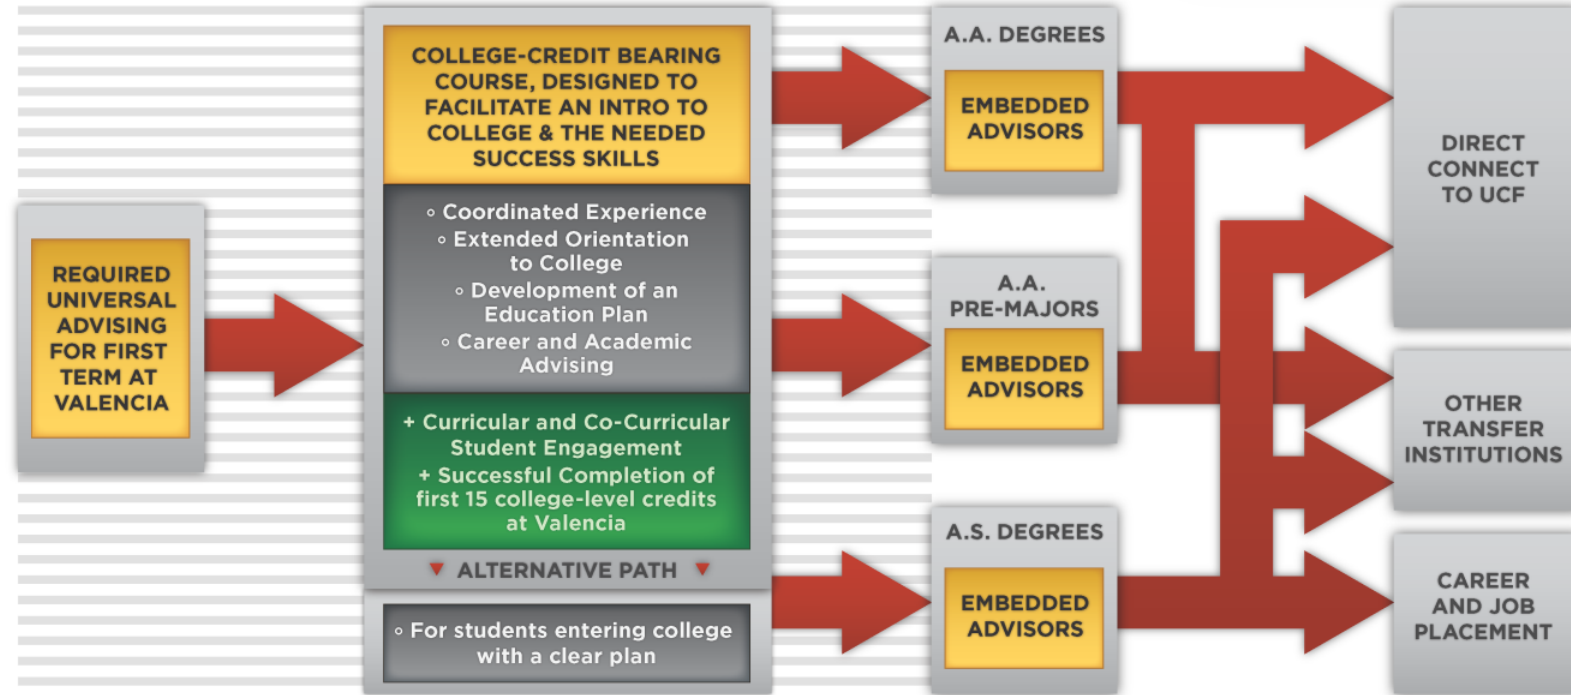 REQUIRED
UNIVERSAL
ADVISING
FOR FIRST
TERM AT
VALENCIA
COLLEGE-CREDIT BEARING
COURSE, DESIGNED TO
FACILITATE AN INTRO TO
COLLEGE & THE NEEDED
SUCCESS SKILLS
◦ Coordinated Experience
◦ Extended Orientation
to College
◦ Development of an
Education Plan
◦ Career and Academic
Advising
+ Curricular and Co-Curricular
Student Engagement
+ Successful Completion of
first 15 college-level credits
at Valencia
▼ ALTERNATIVE PATH ▼
◦ For students entering college
with a clear plan
A.A. DEGREES
EMBEDDED
ADVISORS
A.A.
PRE-MAJORS
EMBEDDED
ADVISORS
A.S. DEGREES
EMBEDDED
ADVISORS
DIRECT
CONNECT
TO UCF
OTHER
TRANSFER
INSTITUTIONS
CAREER
AND JOB
PLACEMENT